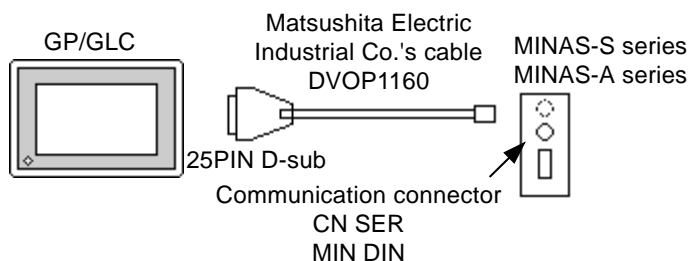 GP/GLC
Matsushita Electric
Industrial Co.'s cable
DVOP1160
MINAS-S series
MINAS-A series
25PIN D-sub
Communication connector
CN SER
MIN DIN